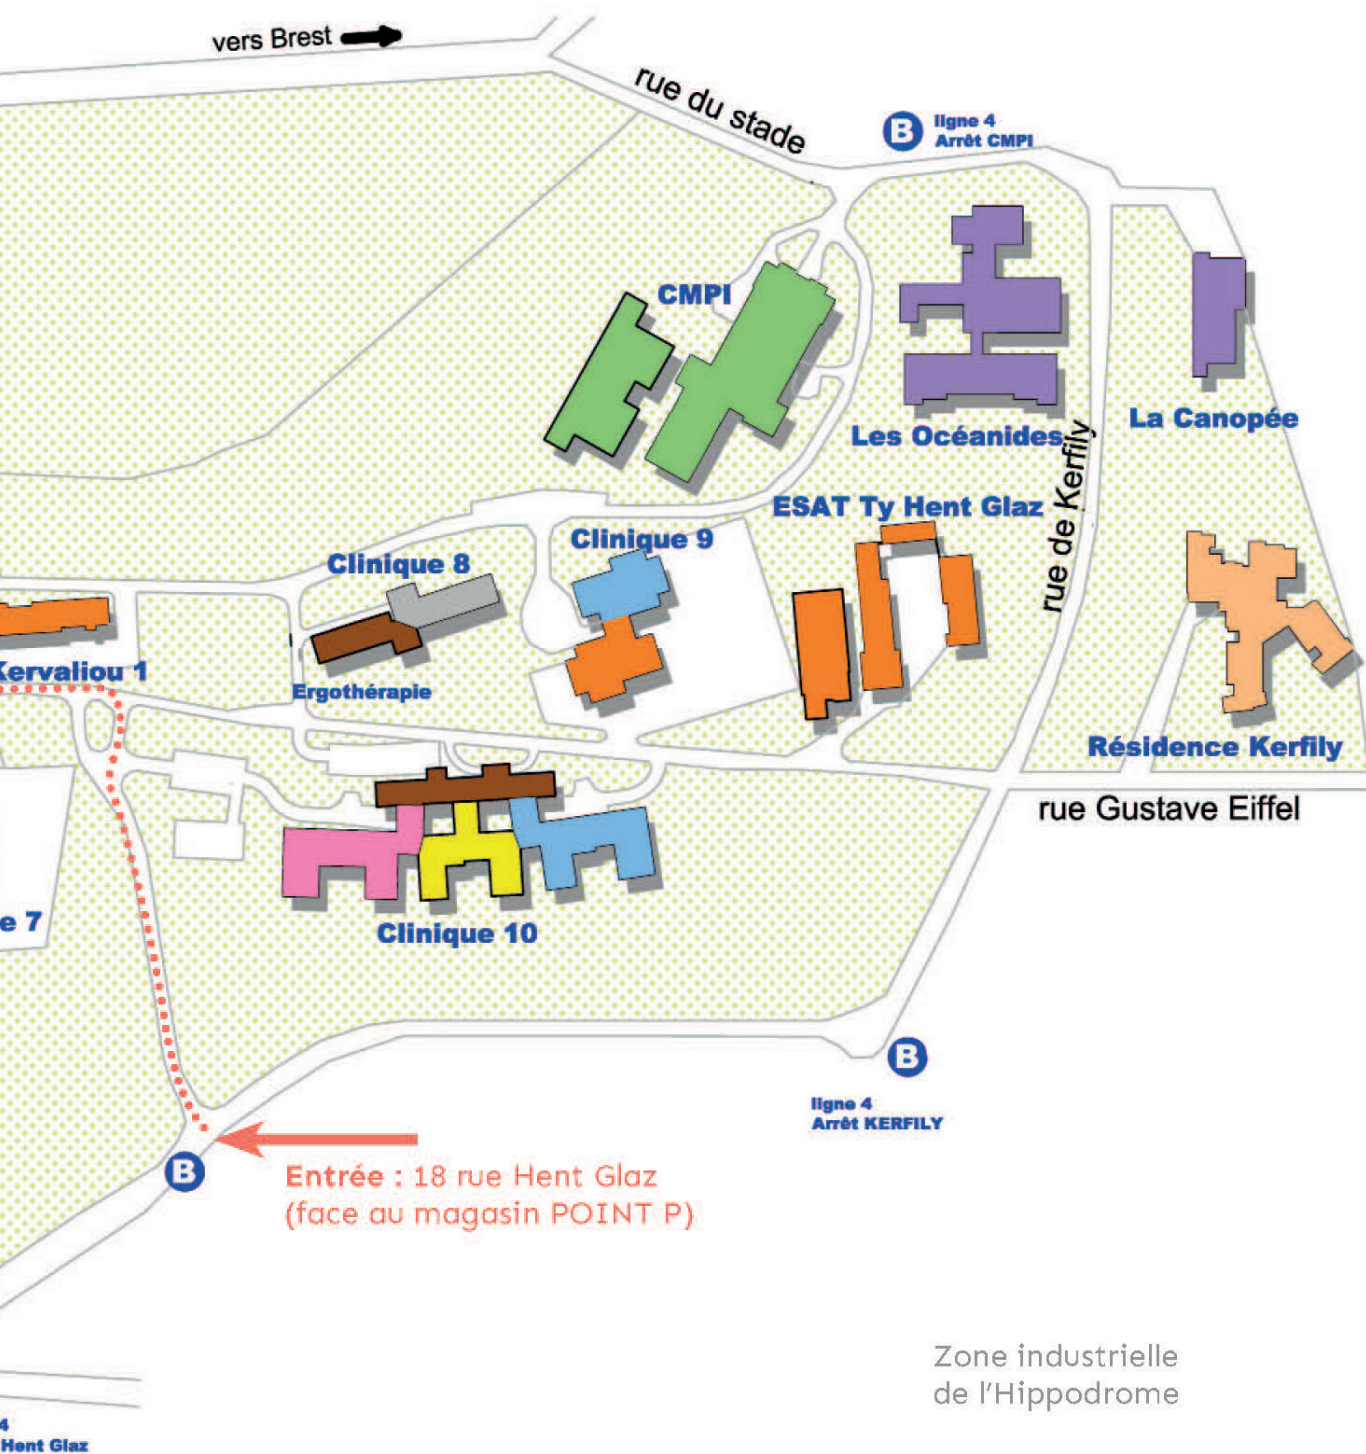 vers Brest
rue du stade
B
ligne 4
Arrêt CMPI
CMPI
Les Océanides
La Canopée
rue de Kerfily
ESAT Ty Hent Glaz
Clinique 9
Clinique 8
Kervaliou 1
Ergothérapie
Résidence Kerfily
rue Gustave Eiffel
e 7
Clinique 10
B
ligne 4
Arrêt KERFILY
B
Entrée : 18 rue Hent Glaz
(face au magasin POINT P)
Zone industrielle
de l'Hippodrome
4
Hent Glaz